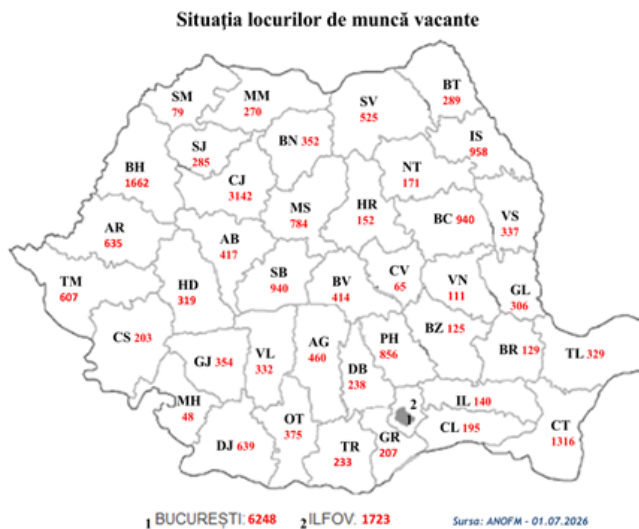 Situația locurilor de muncă vacante
BT
289
SM
79
MM
270
SV
525
IS
958
SJ
285
BN 352
NT
171
BH
1662
CJ
3142
MS
784
HR
152
BC 940
VS
337
AR
635
AB
417
TM
607
HD
319
SB
940
BV
414
CV
65
VN
111
GL
306
CS 203
GJ 354
VL
332
AG
460
PH
856
BZ 125
BR 129
TL 329
DB
238
MH
48
OT
375
2
1
IL 140
CT
1316
DJ 639
TR
233
GR
207
CL 195
1 BUCUREȘTI: 6248 2 ILFOV. 1723 Sursa: ANOFM - 01.07.2026